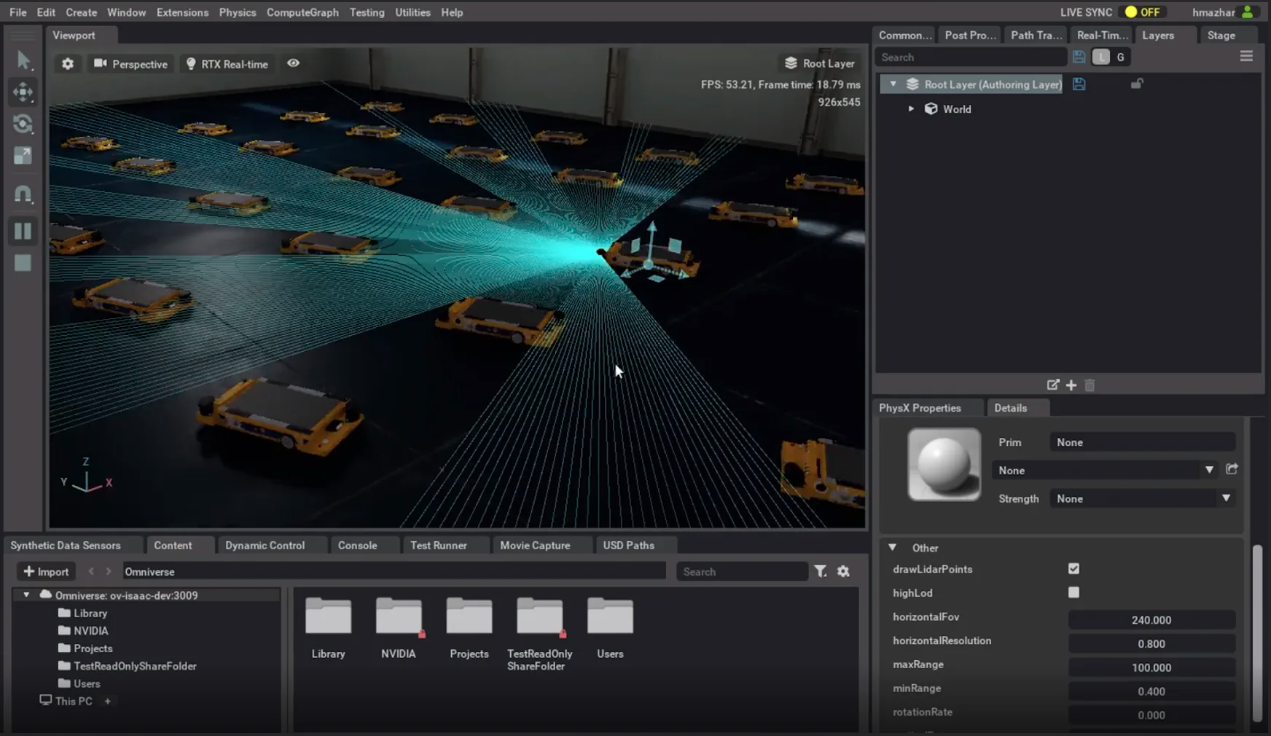 File Edit Create Window Extensions Physics ComputeGraph Testing Utilities Help LIVE SYNC OFF hmazhar
Viewport
Perspective RTX Real-time Root Layer
FPS: 53.21, Frame time: 18.79 ms
926x545
Z
Y X
Common... Post Pro... Path Tra... Real-Tim... Layers Stage
Search L G
Root Layer (Authoring Layer)
World
PhysX Properties Details
Prim None
None
Strength None
Other
drawLidarPoints
highLod
horizontalFov 240.000
horizontalResolution 0.800
maxRange 100.000
minRange 0.400
rotationRate 0.000
Synthetic Data Sensors Content Dynamic Control Console Test Runner Movie Capture USD Paths
+ Import < > Omniverse Search
Omniverse: ov-isaac-dev:3009
Library
NVIDIA
Projects
TestReadOnlyShareFolder
Users
This PC +
Library NVIDIA Projects TestReadOnly Users
ShareFolder